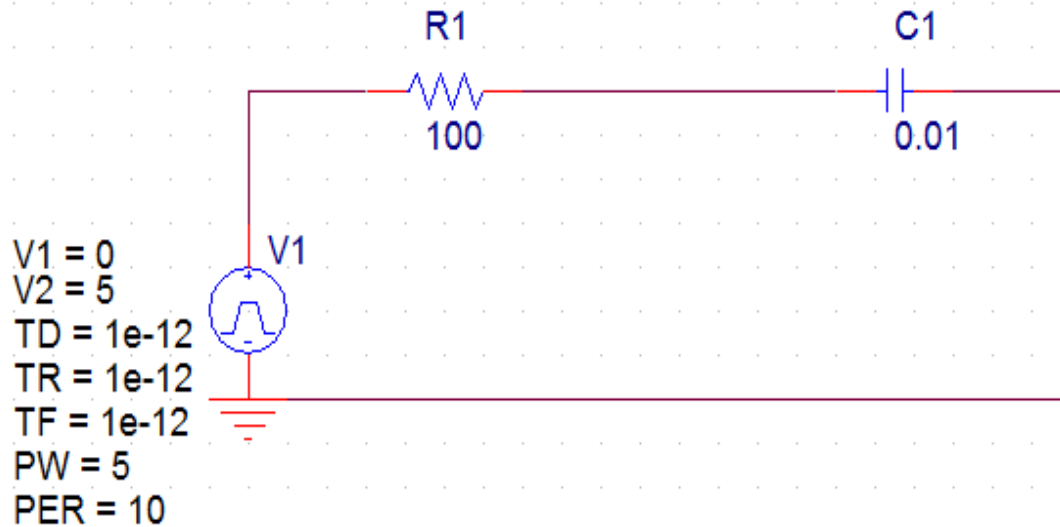 R1
C1
100
0.01
V1
V1 = 0
V2 = 5
TD = 1e-12
TR = 1e-12
TF = 1e-12
PW = 5
PER = 10